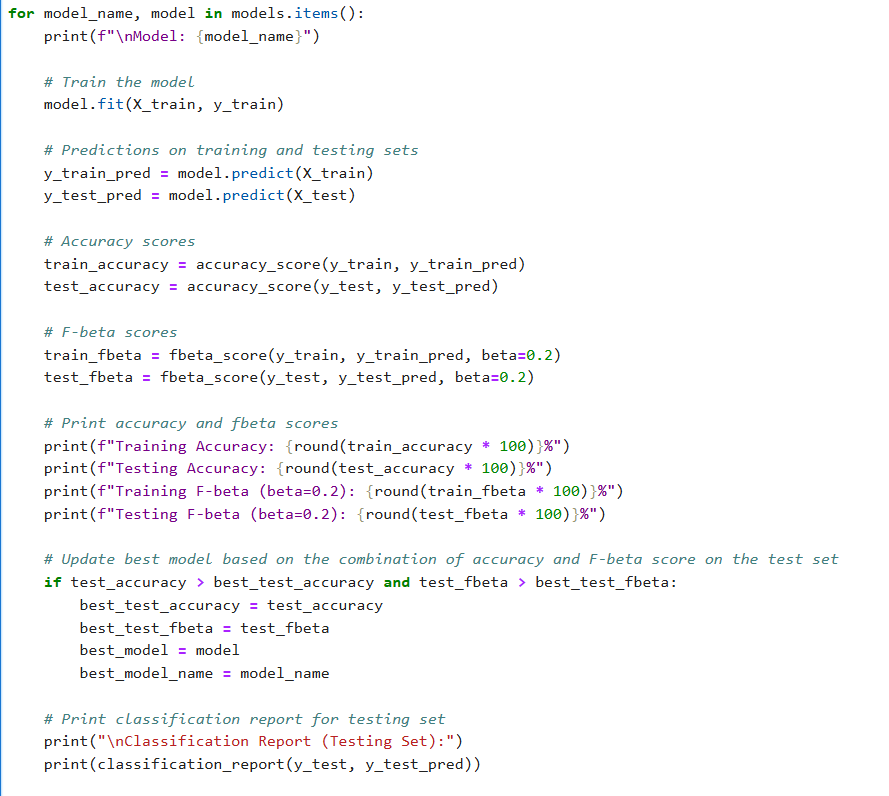 for model_name, model in models.items():
    print(f"\nModel: {model_name}")

    # Train the model
    model.fit(X_train, y_train)

    # Predictions on training and testing sets
    y_train_pred = model.predict(X_train)
    y_test_pred = model.predict(X_test)

    # Accuracy scores
    train_accuracy = accuracy_score(y_train, y_train_pred)
    test_accuracy = accuracy_score(y_test, y_test_pred)

    # F-beta scores
    train_fbeta = fbeta_score(y_train, y_train_pred, beta=0.2)
    test_fbeta = fbeta_score(y_test, y_test_pred, beta=0.2)

    # Print accuracy and fbeta scores
    print(f"Training Accuracy: {round(train_accuracy * 100)}%")
    print(f"Testing Accuracy: {round(test_accuracy * 100)}%")
    print(f"Training F-beta (beta=0.2): {round(train_fbeta * 100)}%")
    print(f"Testing F-beta (beta=0.2): {round(test_fbeta * 100)}%")

    # Update best model based on the combination of accuracy and F-beta score on the test set
    if test_accuracy > best_test_accuracy and test_fbeta > best_test_fbeta:
        best_test_accuracy = test_accuracy
        best_test_fbeta = test_fbeta
        best_model = model
        best_model_name = model_name

    # Print classification report for testing set
    print("\nClassification Report (Testing Set):")
    print(classification_report(y_test, y_test_pred))